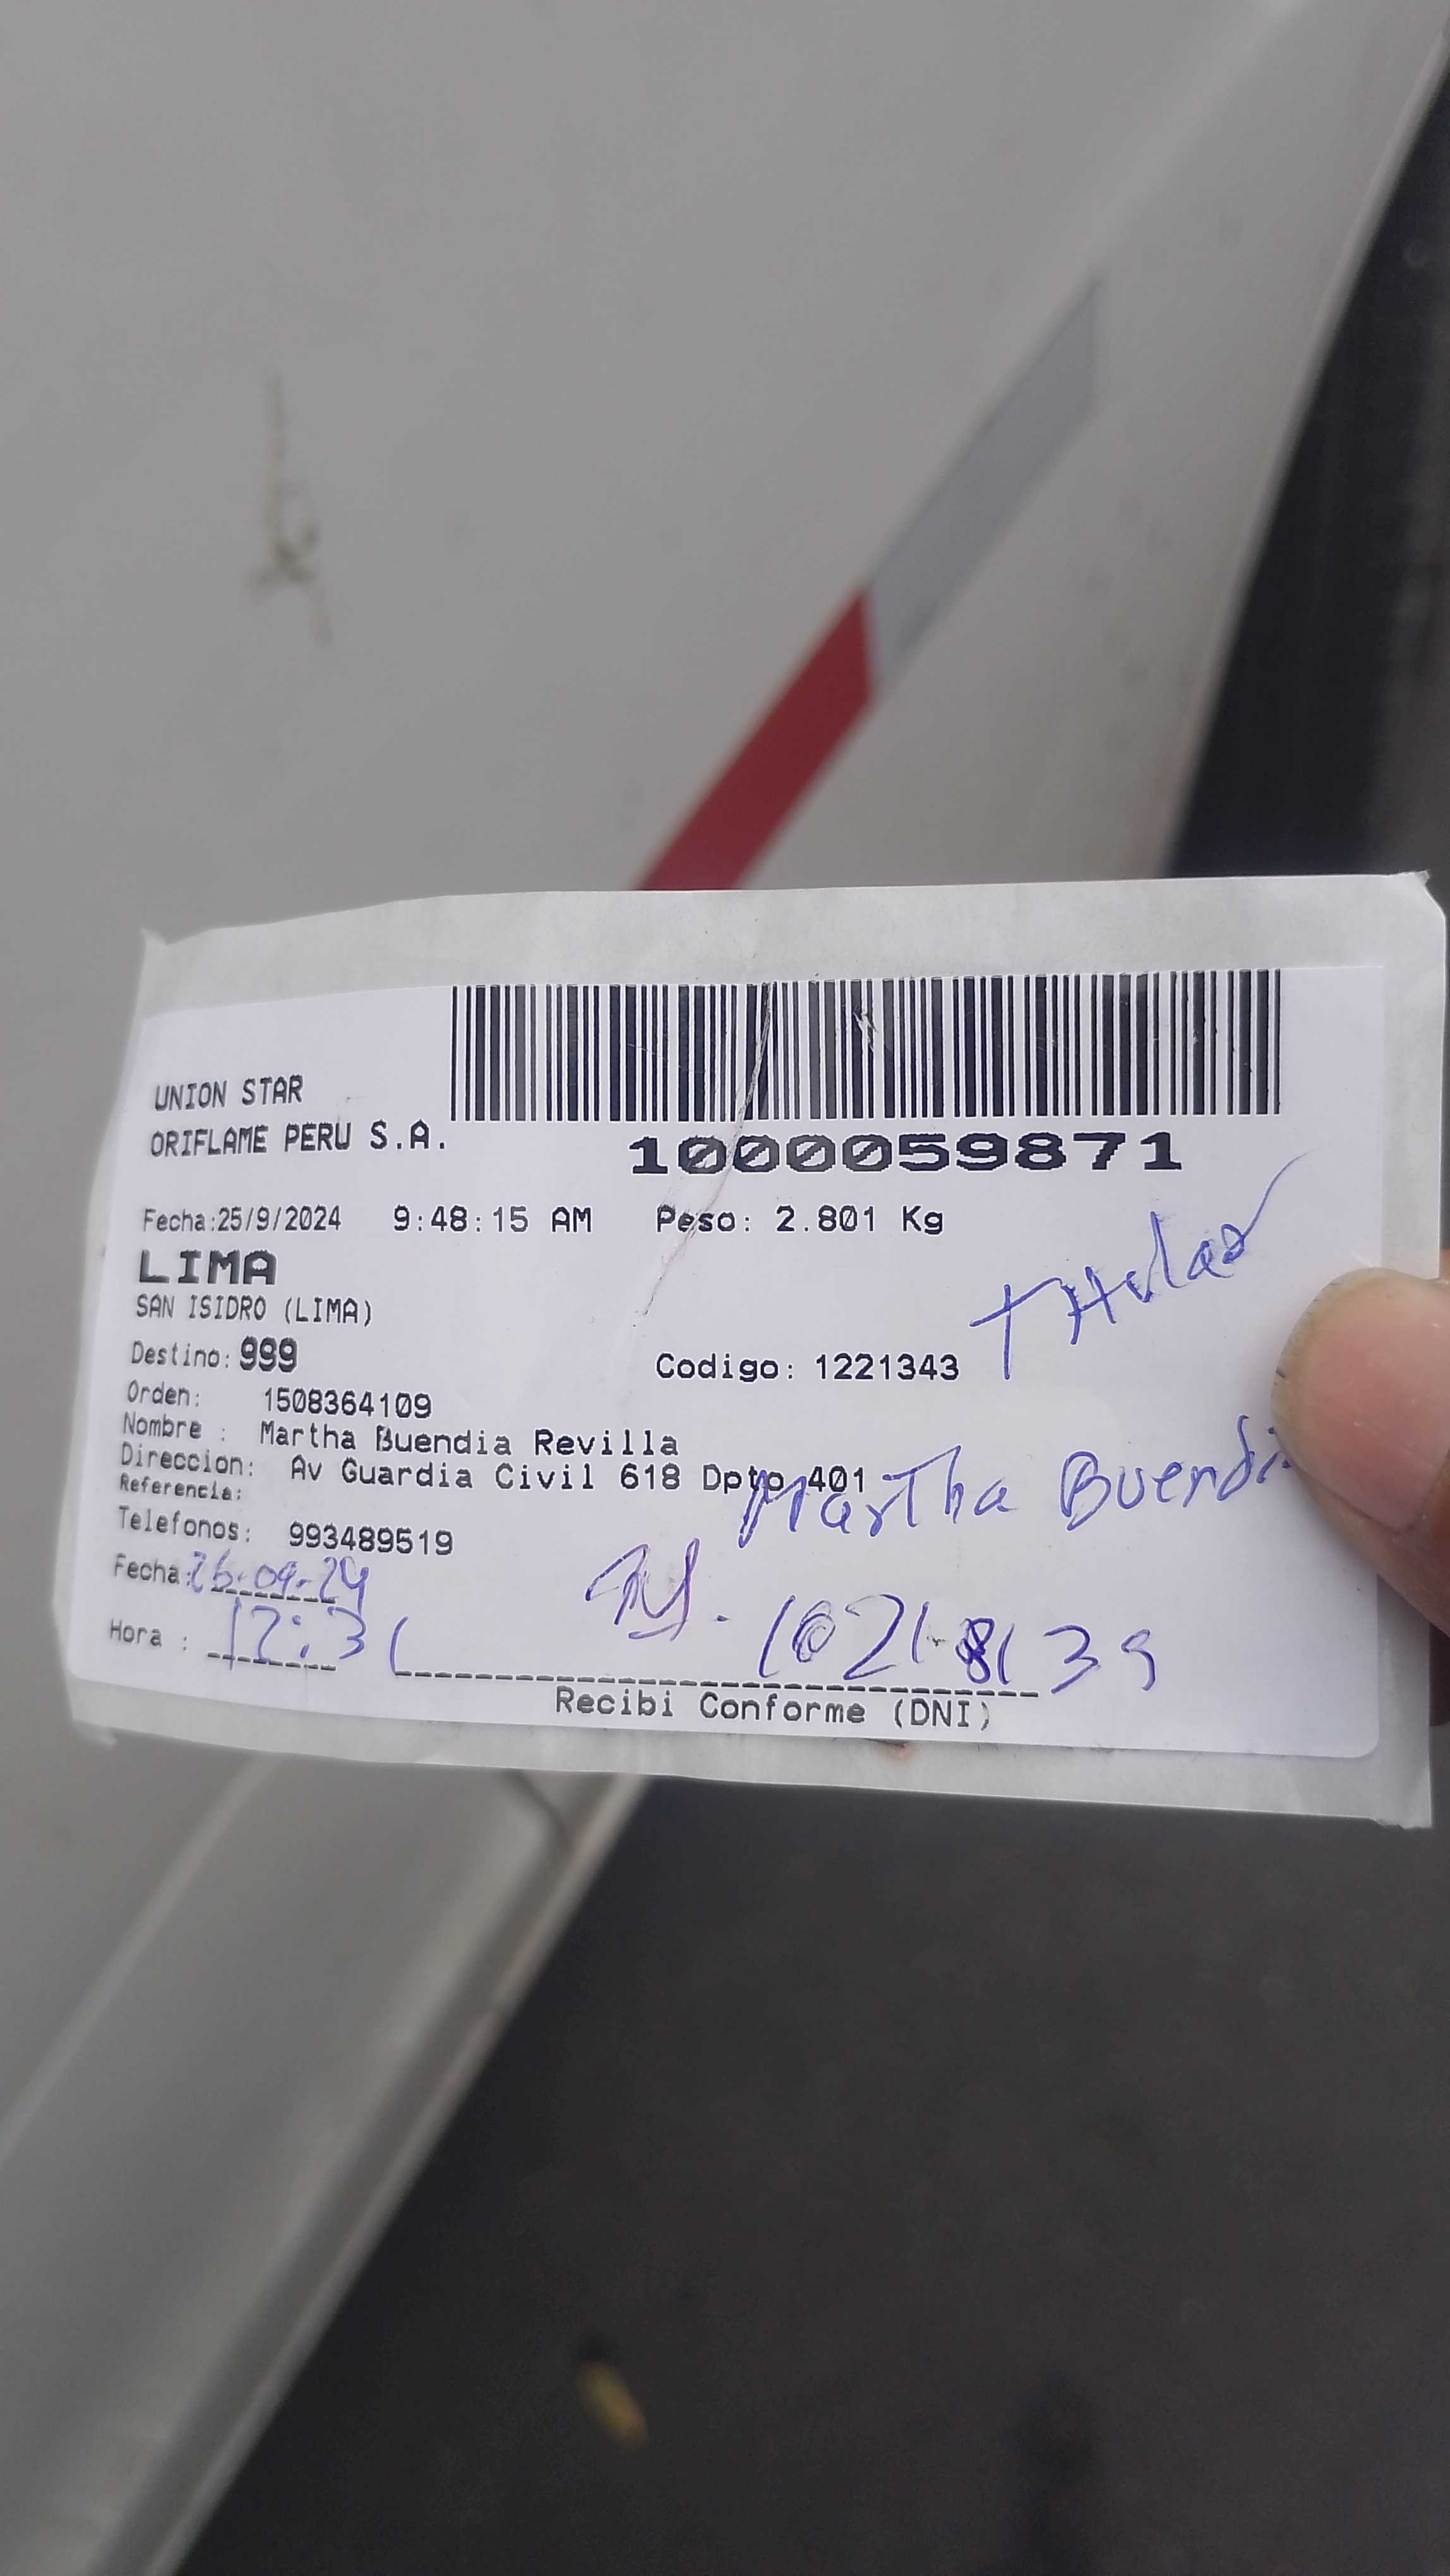 UNION STAR
ORIFLAME PERU S.A.
1000059871
Fecha:25/9/2024 9:48:15 AM Peso: 2.801 Kg
LIMA
SAN ISIDRO (LIMA)
Titular
Destino: 999
Codigo: 1221343
Orden: 1508364109
Nombre : Martha Buendia Revilla
Direccion: Av Guardia Civil 618 Dpto 401
Referencia:
Martha Buendia
Telefonos: 993489519
Fecha: 26-09-24
Hora : 12:31
Recibi Conforme (DNI)